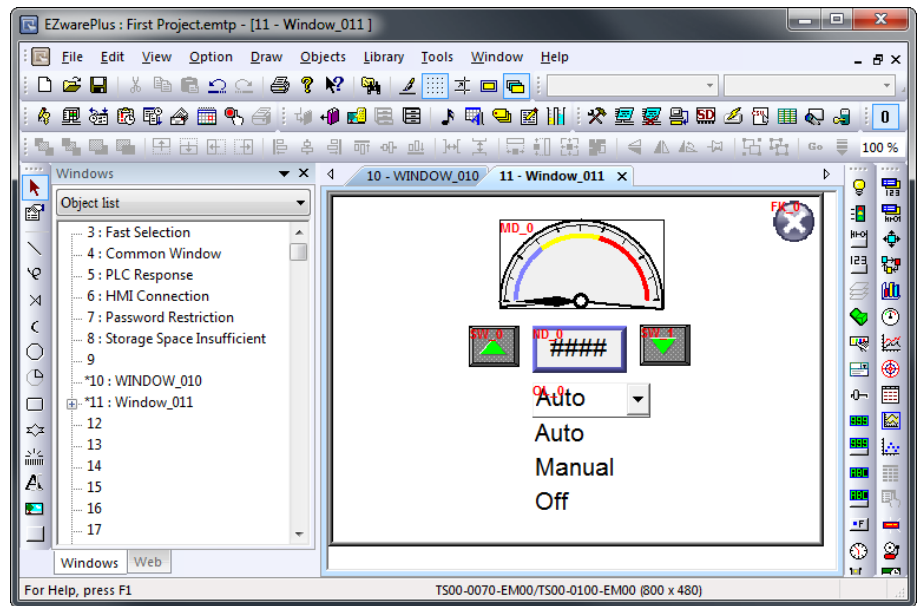 EZwarePlus : First Project.emtp - [11 - Window_011 ]
File Edit View Option Draw Objects Library Tools Window Help
0
Go 100 %
Windows
10 - WINDOW_010 11 - Window_011
Object list
3 : Fast Selection
4 : Common Window
5 : PLC Response
6 : HMI Connection
7 : Password Restriction
8 : Storage Space Insufficient
9
*10 : WINDOW_010
*11 : Window_011
12
13
14
15
16
17
Windows Web
MD_0
FK_0
SW_0 ND_0 SW_1
####
OL_0
Auto
Auto
Manual
Off
For Help, press F1 TS00-0070-EM00/TS00-0100-EM00 (800 x 480)